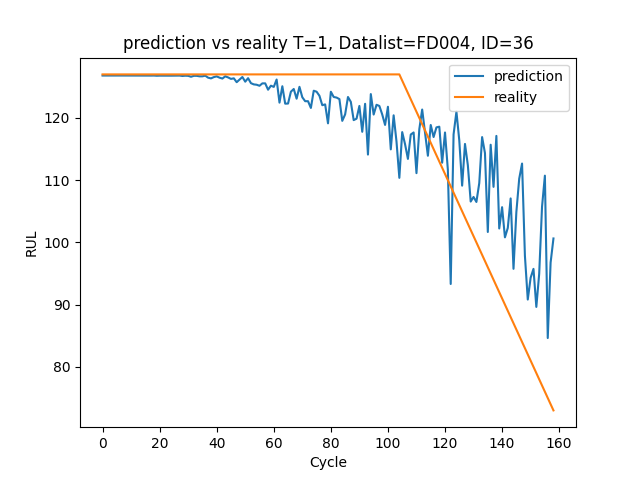 prediction vs reality T=1, Datalist=FD004, ID=36
prediction
reality
RUL
120
110
100
90
80
0 20 40 60 80 100 120 140 160
Cycle